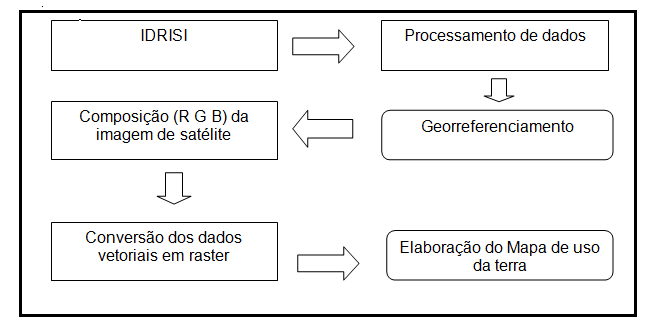 IDRISI
Processamento de dados
Georreferenciamento
Composição (R G B) da
imagem de satélite
Conversão dos dados
vetoriais em raster
Elaboração do Mapa de uso
da terra